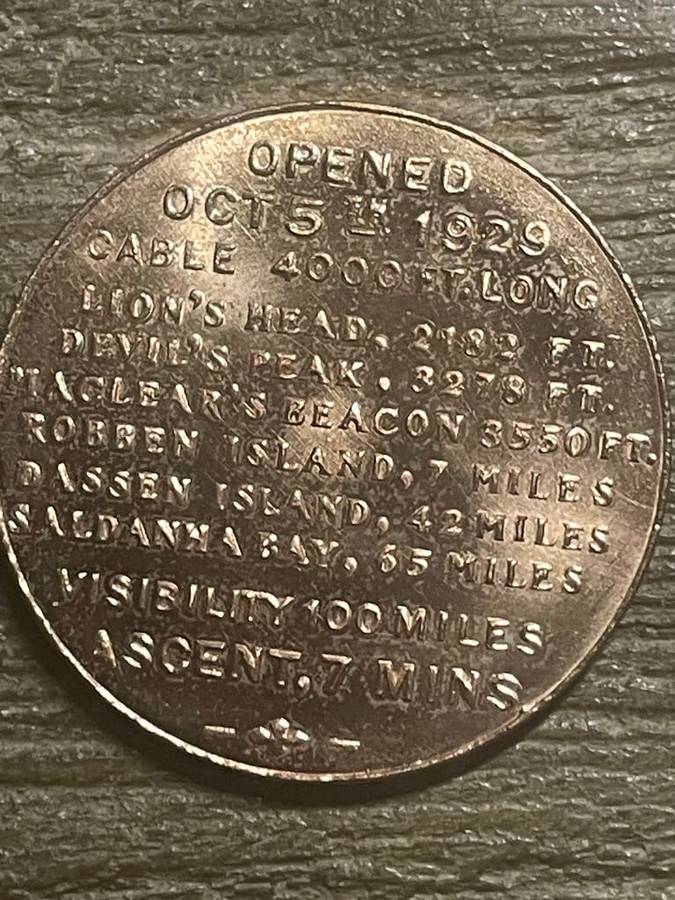 OPENED
OCT 5TH 1929
CABLE 4000 FT. LONG
LION'S HEAD, 2182 FT.
DEVIL'S PEAK. 3278 FT.
MACLEAR'S BEACON 3550 FT.
ROBBEN ISLAND, 7 MILES
DASSEN ISLAND, 42 MILES
SALDANHA BAY, 65 MILES
VISIBILITY 100 MILES
ASCENT, 7 MINS